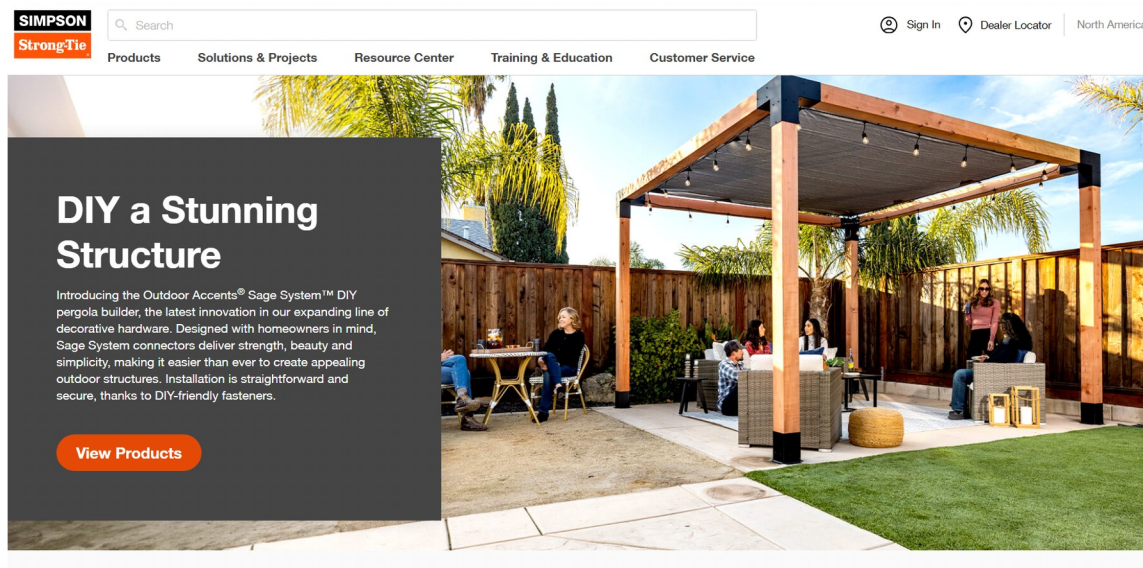 SIMPSON
Strong-Tie
Search
Sign In
Dealer Locator
Products
Solutions & Projects
Resource Center
Training & Education
Customer Service
DIY a Stunning
Structure
Introducing the Outdoor Accents® Sage System™ DIY
pergola builder, the latest innovation in our expanding line of
decorative hardware. Designed with homeowners in mind,
Sage System connectors deliver strength, beauty and
simplicity, making it easier than ever to create appealing
outdoor structures. Installation is straightforward and
secure, thanks to DIY-friendly fasteners.
View Products